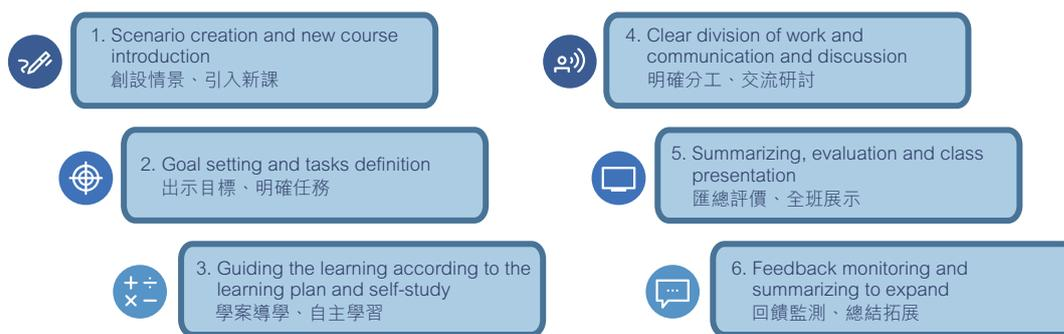 1. Scenario creation and new course
introduction
創設情景、引入新課
2. Goal setting and tasks definition
出示目標、明確任務
3. Guiding the learning according to the
learning plan and self-study
學案導學、自主學習
4. Clear division of work and
communication and discussion
明確分工、交流研討
5. Summarizing, evaluation and class
presentation
匯總評價、全班展示
6. Feedback monitoring and
summarizing to expand
回饋監測、總結拓展